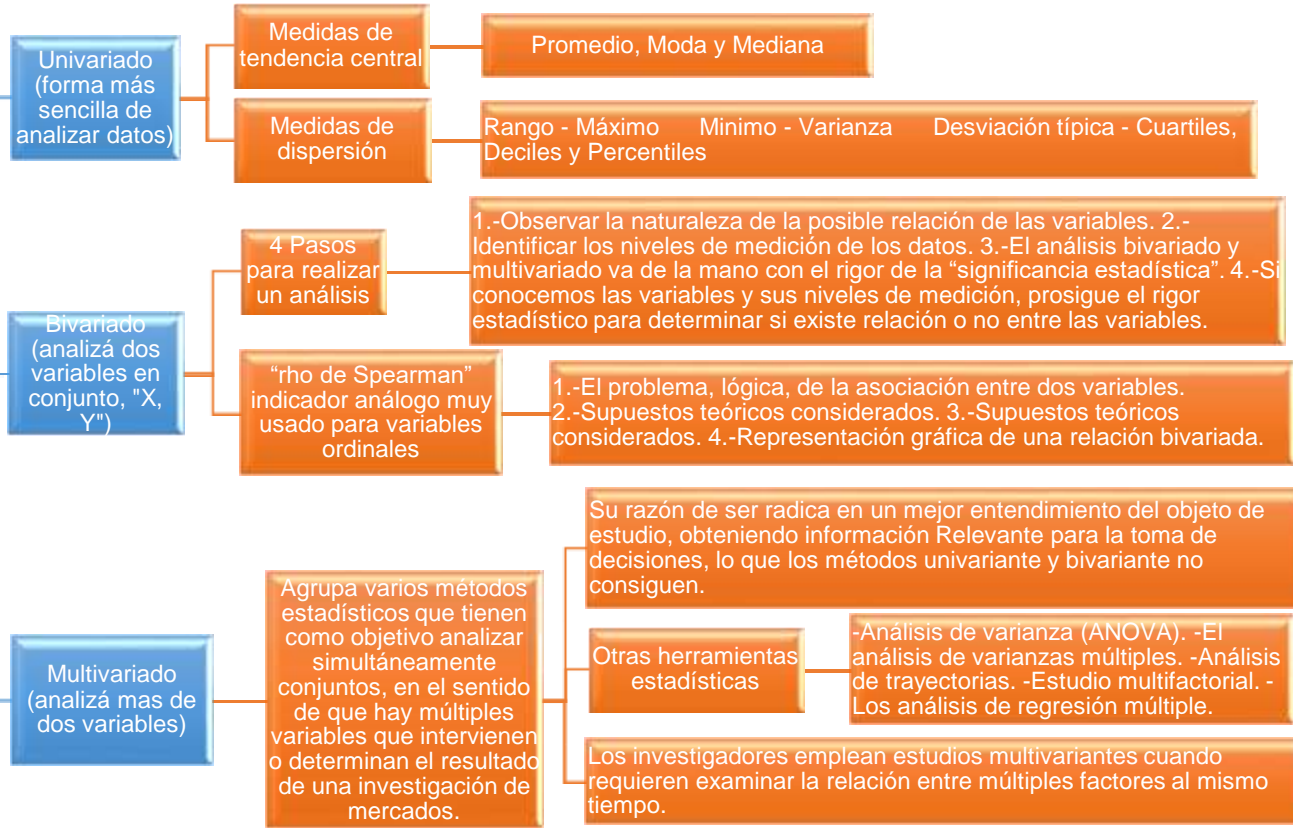 Univariado
(forma más
sencilla de
analizar datos)
Medidas de
tendencia central
Promedio, Moda y Mediana
Medidas de
dispersión
Rango - Máximo Minimo - Varianza Desviación típica - Cuartiles,
Deciles y Percentiles
Bivariado
(analizá dos
variables en
conjunto, "X,
Y")
4 Pasos
para realizar
un análisis
1.-Observar la naturaleza de la posible relación de las variables. 2.-
Identificar los niveles de medición de los datos. 3.-El análisis bivariado y
multivariado va de la mano con el rigor de la “significancia estadística”. 4.-Si
conocemos las variables y sus niveles de medición, prosigue el rigor
estadístico para determinar si existe relación o no entre las variables.
“rho de Spearman”
indicador análogo muy
usado para variables
ordinales
1.-El problema, lógica, de la asociación entre dos variables.
2.-Supuestos teóricos considerados. 3.-Supuestos teóricos
considerados. 4.-Representación gráfica de una relación bivariada.
Multivariado
(analizá mas de
dos variables)
Agrupa varios métodos
estadísticos que tienen
como objetivo analizar
simultáneamente
conjuntos, en el sentido
de que hay múltiples
variables que intervienen
o determinan el resultado
de una investigación de
mercados.
Su razón de ser radica en un mejor entendimiento del objeto de
estudio, obteniendo información Relevante para la toma de
decisiones, lo que los métodos univariante y bivariante no
consiguen.
Otras herramientas
estadísticas
-Análisis de varianza (ANOVA). -El
análisis de varianzas múltiples. -Análisis
de trayectorias. -Estudio multifactorial. -
Los análisis de regresión múltiple.
Los investigadores emplean estudios multivariantes cuando
requieren examinar la relación entre múltiples factores al mismo
tiempo.